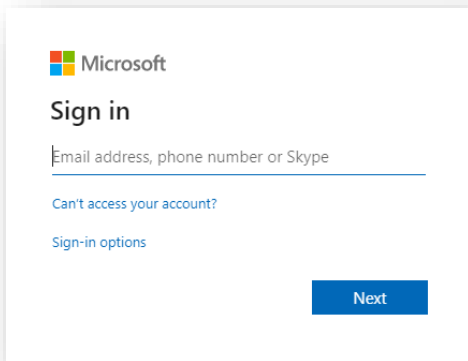 Microsoft
Sign in
Email address, phone number or Skype
Can't access your account?
Sign-in options
Next